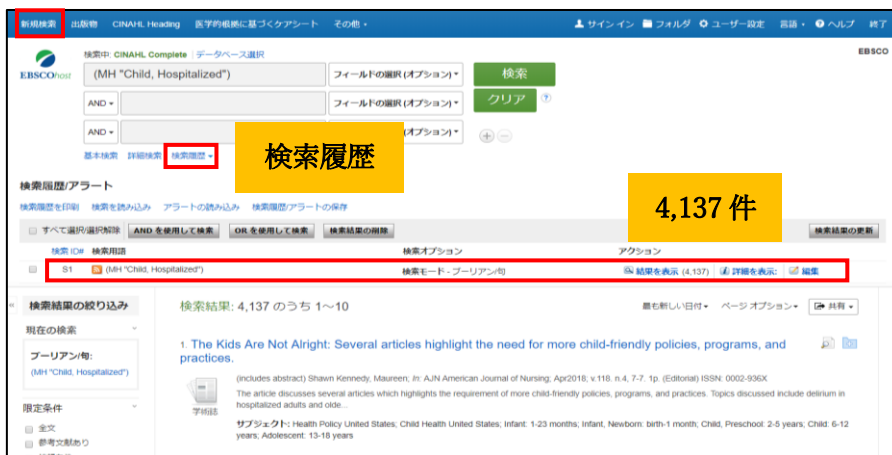 新規検索 出版物 CINAHL Heading 医学的根拠に基づくケアシート その他 サインイン フォルダ ユーザー設定 言語 ヘルプ 終了
検索中: CINAHL Complete データベース選択
EBSCO
EBSCOhost
(MH "Child, Hospitalized") フィールドの選択 (オプション) 検索
AND フィールドの選択 (オプション) クリア
AND (オプション)
基本検索 詳細検索 検索履歴
検索履歴
検索履歴/アラート
4,137 件
検索履歴を印刷 検索を読み込み アラートの読み込み 検索履歴/アラートの保存
すべて選択/選択解除 AND を使用して検索 OR を使用して検索 検索結果の削除 検索結果の更新
検索 ID# 検索用語 検索オプション アクション
S1 (MH "Child, Hospitalized") 検索モード - ブーリアン/句 結果を表示 (4,137) 詳細を表示: 編集
検索結果の絞り込み
検索結果: 4,137 のうち 1～10 最も新しい日付 ページ オプション 共有
現在の検索
ブーリアン/句:
(MH "Child, Hospitalized")
限定条件
全文
参考文献あり
1. The Kids Are Not Alright: Several articles highlight the need for more child-friendly policies, programs, and
practices.
(includes abstract) Shawn Kennedy, Maureen; In: AJN American Journal of Nursing, Apr2018; v.118. n.4, 7-7. 1p. (Editorial) ISSN: 0002-936X
The article discusses several articles which highlights the requirement of more child-friendly policies, programs, and practices. Topics discussed include delirium in
hospitalized adults and olde...
学術誌
サブジェクト: Health Policy United States; Child Health United States; Infant: 1-23 months; Infant, Newborn: birth-1 month; Child, Preschool: 2-5 years; Child: 6-12
years; Adolescent: 13-18 years